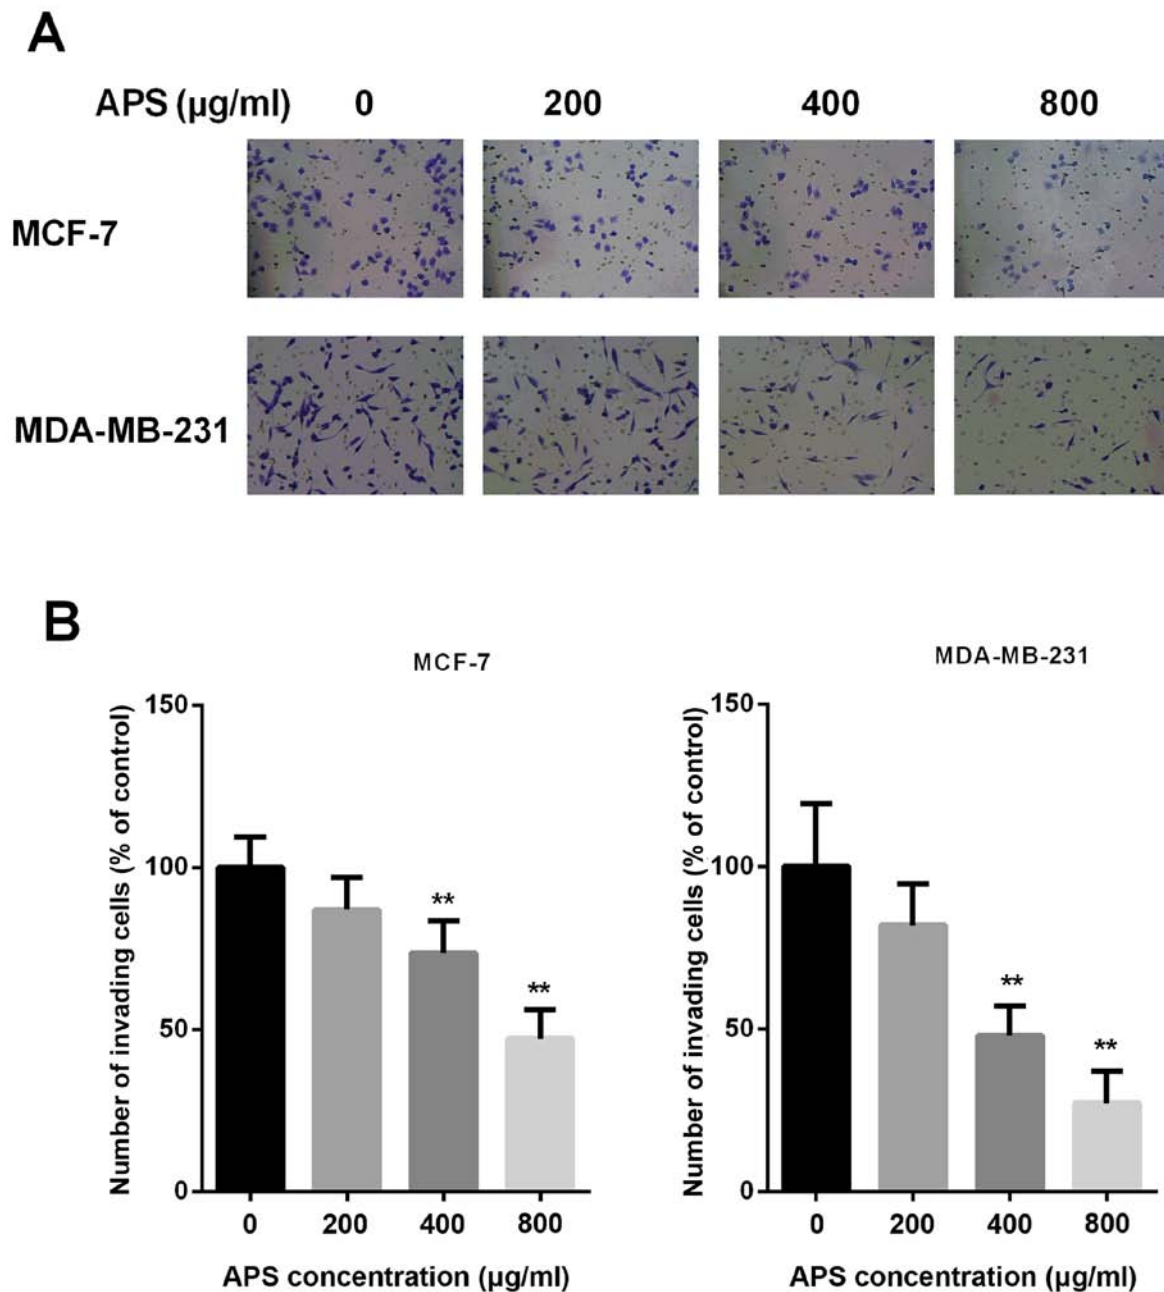 A
APS (µg/ml) 0 200 400 800
MCF-7
MDA-MB-231
B
MCF-7
Number of invading cells (% of control)
150
100
50
0
**
**
0 200 400 800
APS concentration (µg/ml)
MDA-MB-231
Number of invading cells (% of control)
150
100
50
0
**
**
0 200 400 800
APS concentration (µg/ml)